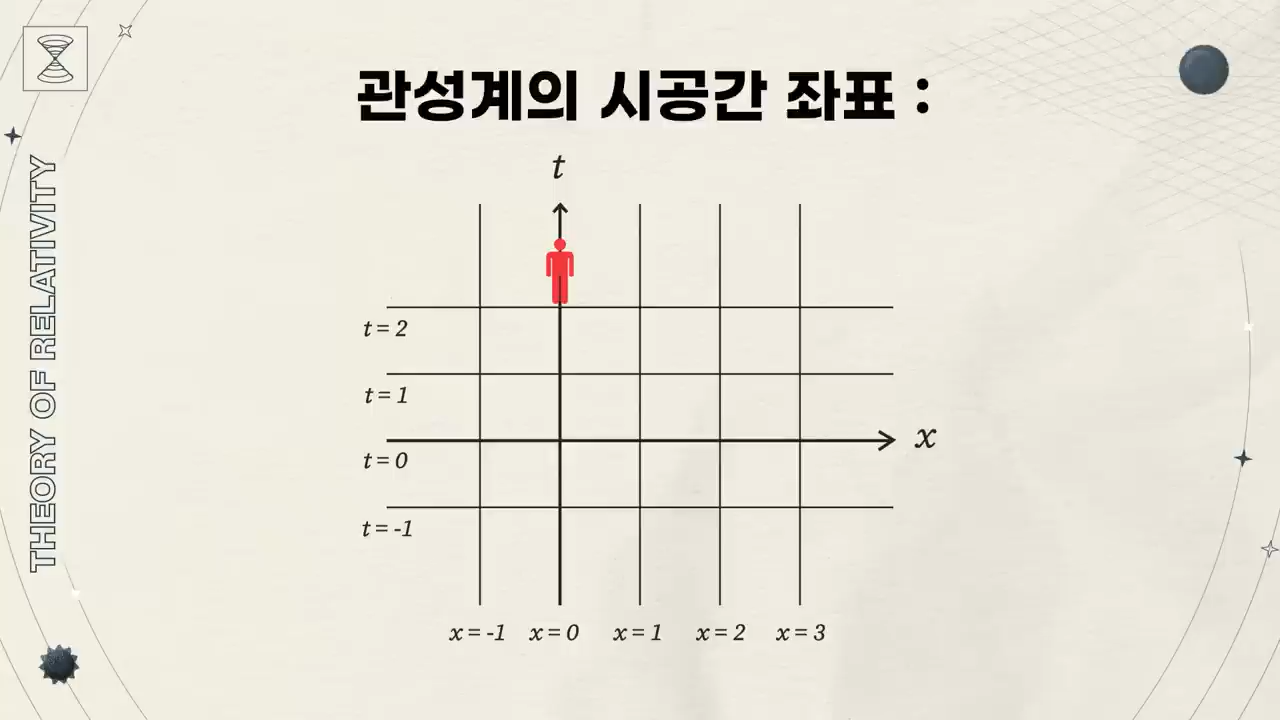 관성계의 시공간 좌표 :
THEORY OF RELATIVITY
t
t = 2
t = 1
x
t = 0
t = -1
x = -1 x = 0 x = 1 x = 2 x = 3